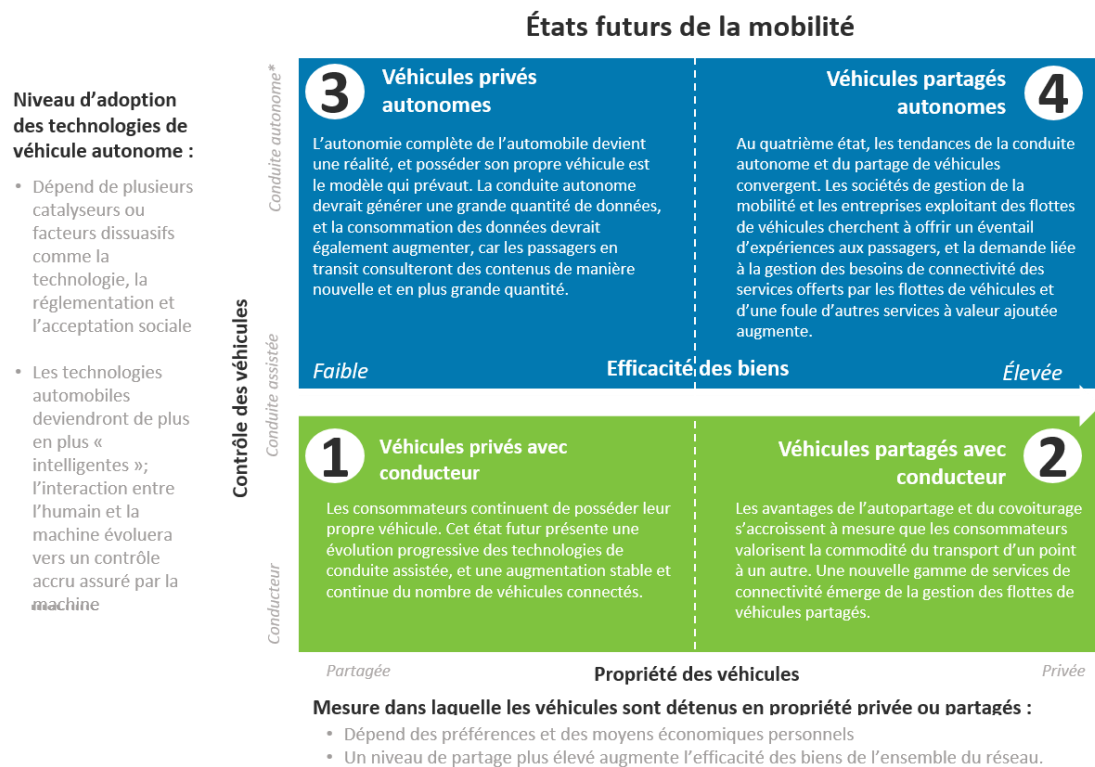 États futurs de la mobilité
Niveau d’adoption
des technologies de
véhicule autonome :
• Dépend de plusieurs
catalyseurs ou
facteurs dissuasifs
comme la
technologie, la
réglementation et
l’acceptation sociale
• Les technologies
automobiles
deviendront de plus
en plus «
intelligentes »;
l’interaction entre
l’humain et la
machine évoluera
vers un contrôle
accru assuré par la
machine
Contrôle des véhicules
Conduite autonome*
Conduite assistée
Conducteur
3
Véhicules privés
autonomes
L’autonomie complète de l’automobile devient
une réalité, et posséder son propre véhicule est
le modèle qui prévaut. La conduite autonome
devrait générer une grande quantité de données,
et la consommation des données devrait
également augmenter, car les passagers en
transit consulteront des contenus de manière
nouvelle et en plus grande quantité.
Véhicules partagés
autonomes
4
Au quatrième état, les tendances de la conduite
autonome et du partage de véhicules
convergent. Les sociétés de gestion de la
mobilité et les entreprises exploitant des flottes
de véhicules cherchent à offrir un éventail
d’expériences aux passagers, et la demande liée
à la gestion des besoins de connectivité des
services offerts par les flottes de véhicules et
d’une foule d’autres services à valeur ajoutée
augmente.
Faible
Efficacité des biens
Élevée
1
Véhicules privés avec
conducteur
Les consommateurs continuent de posséder leur
propre véhicule. Cet état futur présente une
évolution progressive des technologies de
conduite assistée, et une augmentation stable et
continue du nombre de véhicules connectés.
Véhicules partagés avec
conducteur
2
Les avantages de l’autopartage et du covoiturage
s’accroissent à mesure que les consommateurs
valorisent la commodité du transport d’un point
à un autre. Une nouvelle gamme de services de
connectivité émerge de la gestion des flottes de
véhicules partagés.
Partagée
Propriété des véhicules
Privée
Mesure dans laquelle les véhicules sont détenus en propriété privée ou partagés :
• Dépend des préférences et des moyens économiques personnels
• Un niveau de partage plus élevé augmente l’efficacité des biens de l’ensemble du réseau.